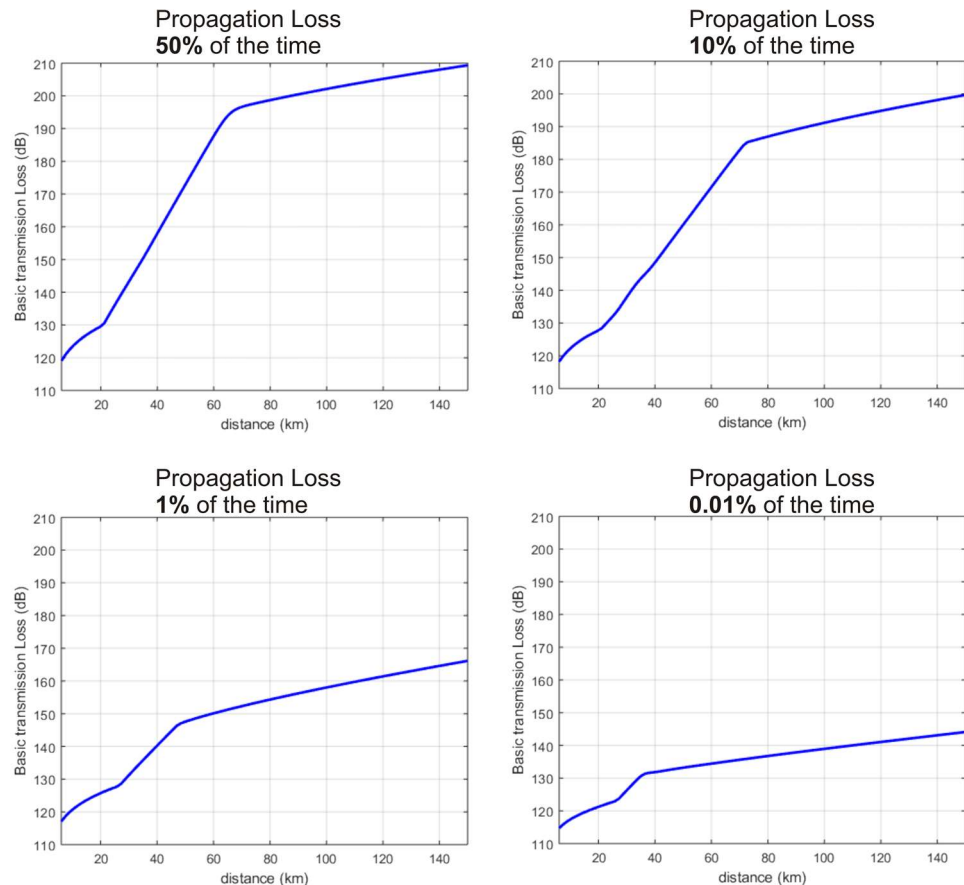 Propagation Loss
50% of the time
210
200
190
180
170
160
150
140
130
120
110
Basic transmission Loss (dB)
20 40 60 80 100 120 140
distance (km)
Propagation Loss
10% of the time
210
200
190
180
170
160
150
140
130
120
110
Basic transmission Loss (dB)
20 40 60 80 100 120 140
distance (km)
Propagation Loss
1% of the time
210
200
190
180
170
160
150
140
130
120
110
Basic transmission Loss (dB)
20 40 60 80 100 120 140
distance (km)
Propagation Loss
0.01% of the time
210
200
190
180
170
160
150
140
130
120
110
Basic transmission Loss (dB)
20 40 60 80 100 120 140
distance (km)